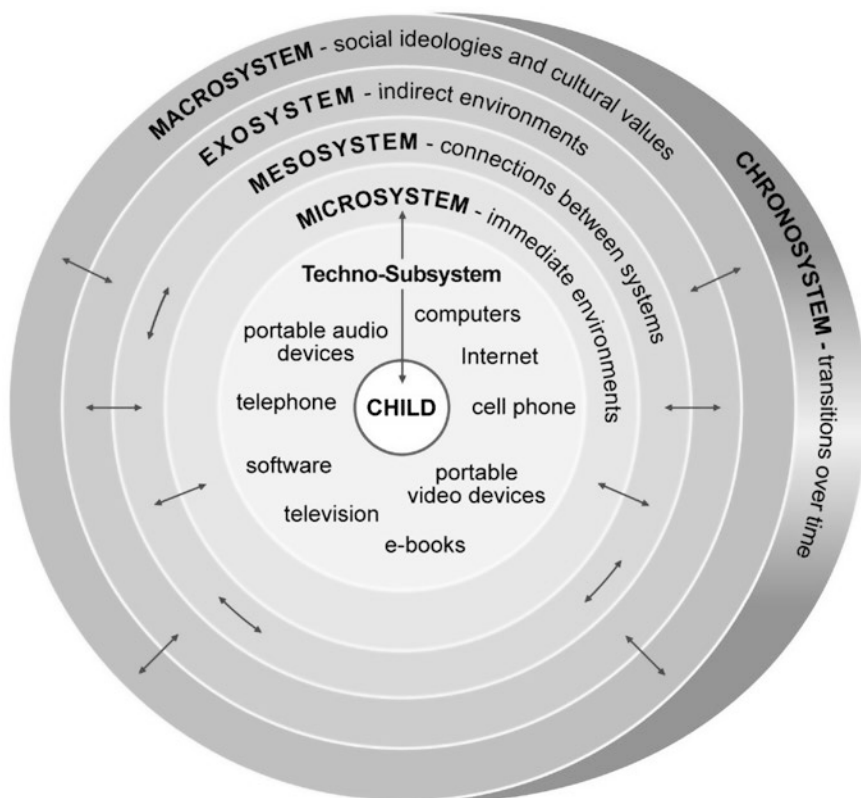 MACROSYSTEM - social ideologies and cultural values
EXOSYSTEM - indirect environments
MESOSYSTEM - connections between systems
MICROSYSTEM - immediate environments
CHRONOSYSTEM - transitions over time
Techno-Subsystem
computers
portable audio
devices
Internet
telephone
CHILD
cell phone
software
portable
video devices
television
e-books